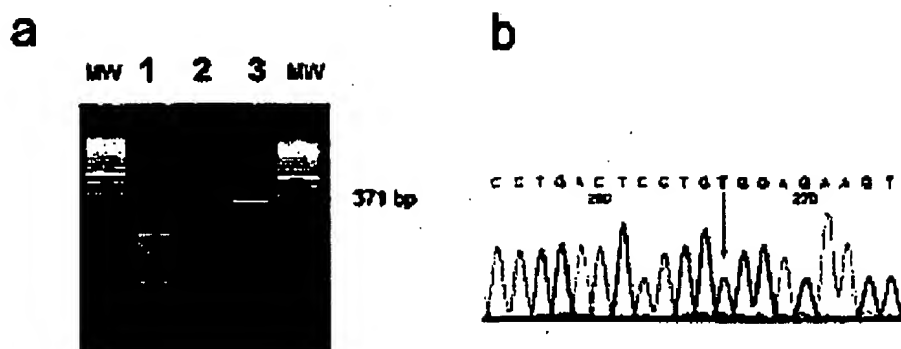 a
b
MW 1 2 3 MW
371 bp
C C T G A C T C C T G T G G A G A A G T
260 270